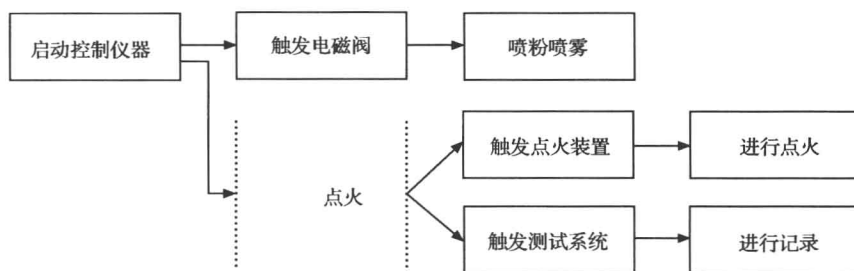 启动控制仪器
触发电磁阀
喷粉喷雾
触发点火装置
进行点火
点火
触发测试系统
进行记录